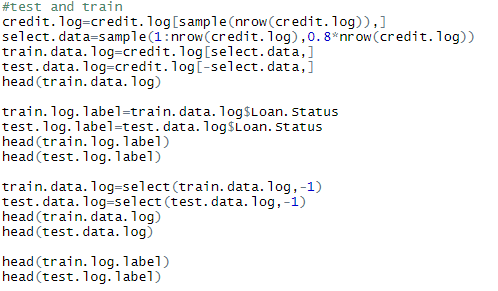 #test and train
credit.log=credit.log[sample(nrow(credit.log)),]
select.data=sample(1:nrow(credit.log),0.8*nrow(credit.log))
train.data.log=credit.log[select.data,]
test.data.log=credit.log[-select.data,]
head(train.data.log)
train.log.label=train.data.log$Loan.Status
test.log.label=test.data.log$Loan.Status
head(train.log.label)
head(test.log.label)
train.data.log=select(train.data.log,-1)
test.data.log=select(test.data.log,-1)
head(train.data.log)
head(test.data.log)
head(train.log.label)
head(test.log.label)